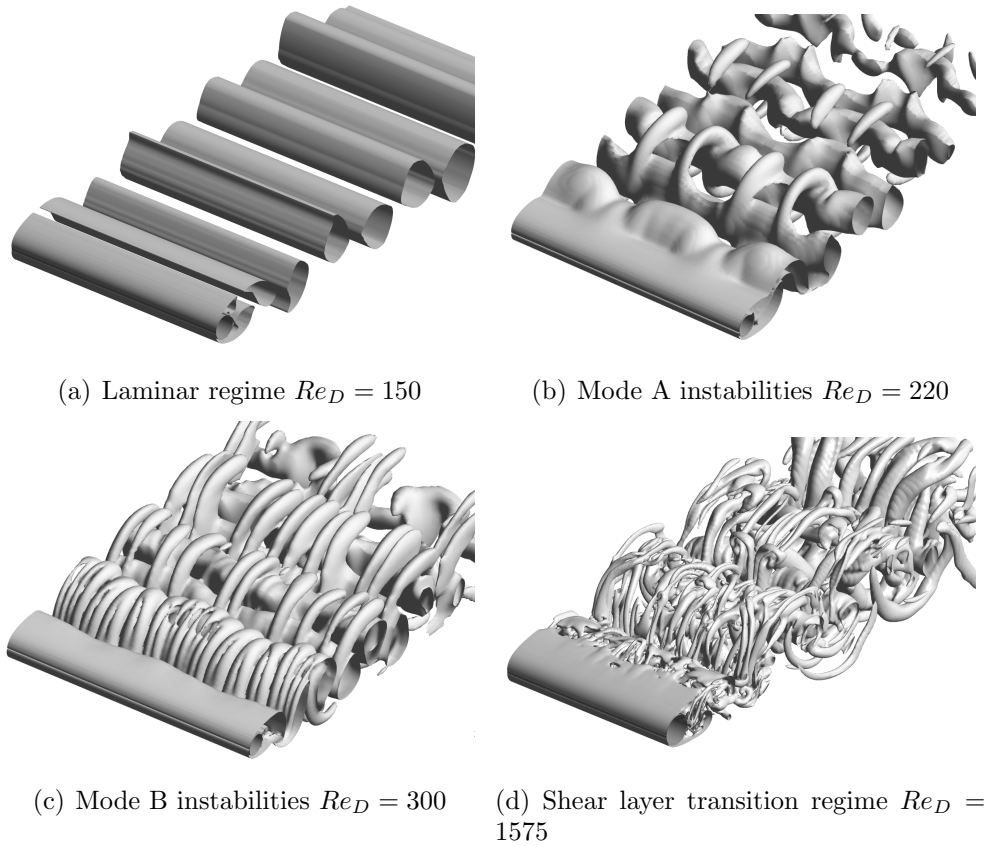 (a) Laminar regime Re_D = 150
(b) Mode A instabilities Re_D = 220
(c) Mode B instabilities Re_D = 300
(d) Shear layer transition regime Re_D =
1575